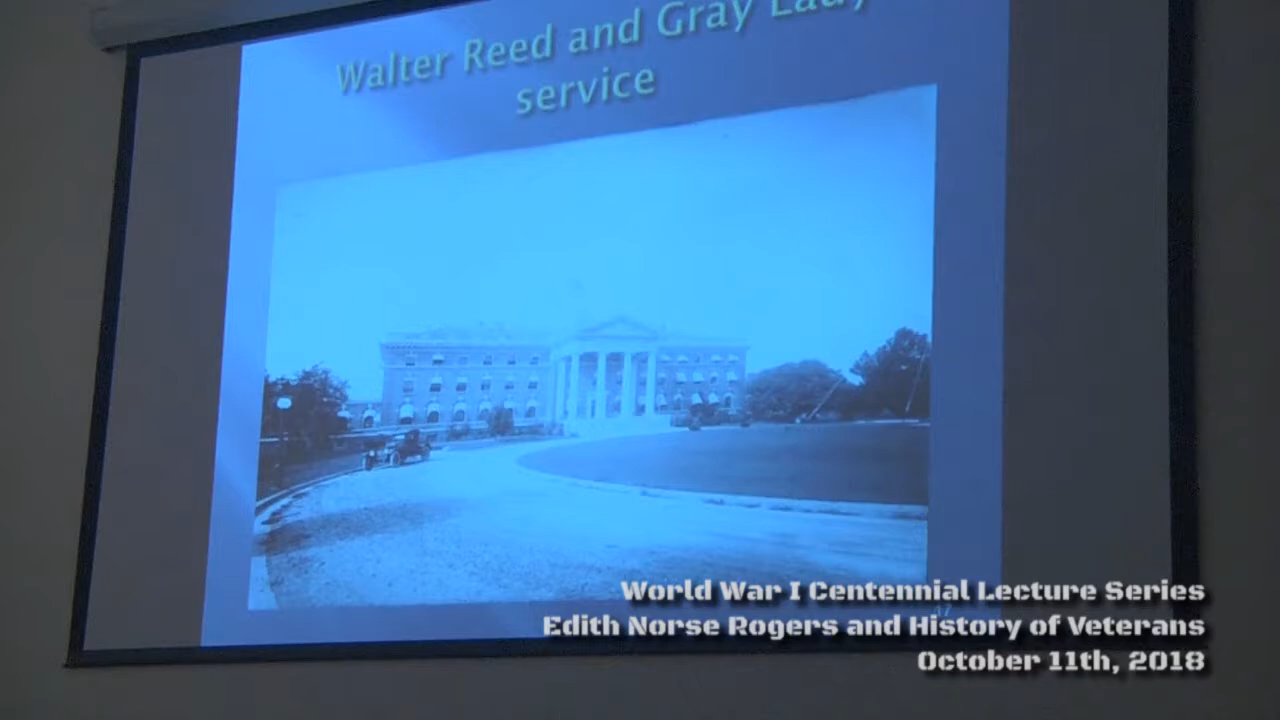 Walter Reed and Gray Lady
service
World War I Centennial Lecture Series
Edith Norse Rogers and History of Veterans
October 11th, 2018